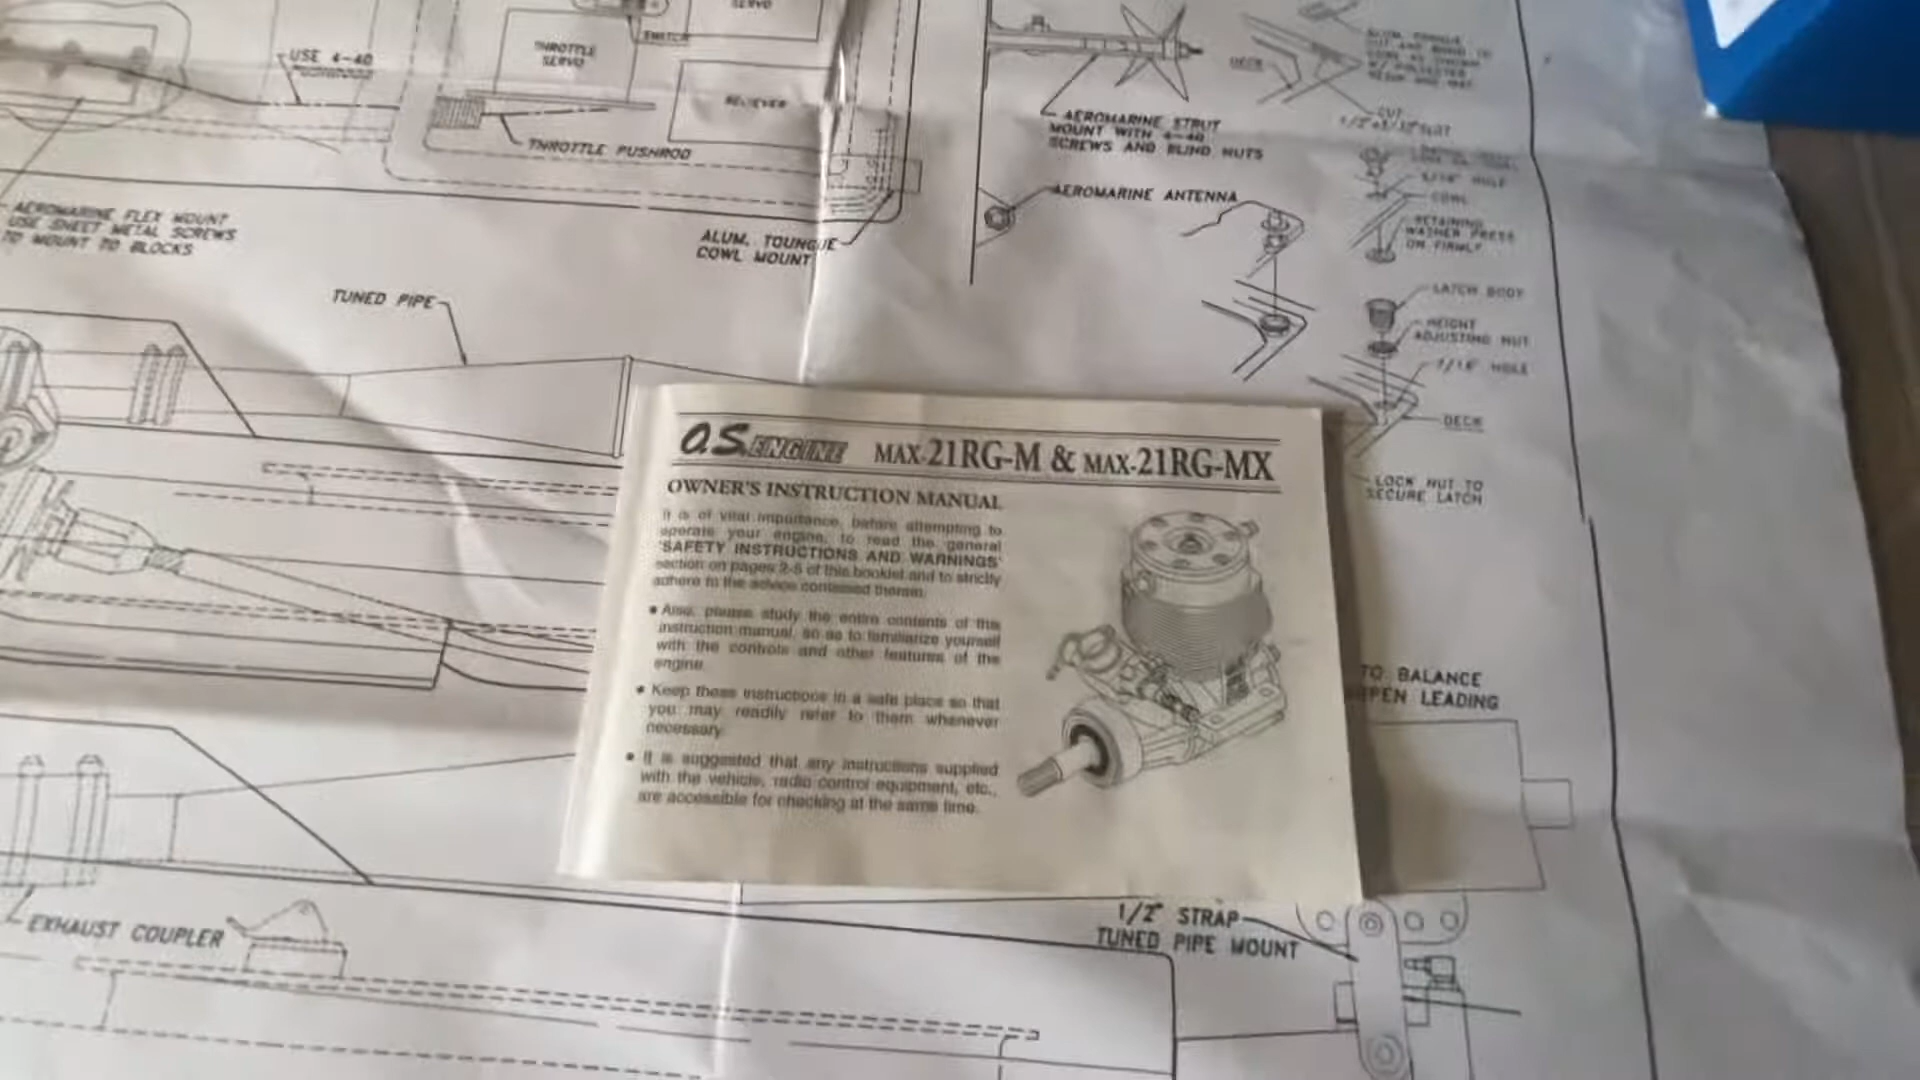 SERVO
USE 4-40
THROTTLE
SERVO
SWITCH
RECIEVER
THROTTLE PUSHROD
AEROMARINE FLEX MOUNT
USE SHEET METAL SCREWS
TO MOUNT TO BLOCKS
ALUM. TOUNGUE
COWL MOUNT
TUNED PIPE
AEROMARINE STRUT
MOUNT WITH 4-40
SCREWS AND BLIND NUTS
DECK
CUT
AEROMARINE ANTENNA
HOLE
COWL
RETAINING
WASHER PRESS
ON FIRMLY
LATCH BODY
HEIGHT
ADJUSTING NUT
HOLE
DECK
LOCK NUT TO
SECURE LATCH
O.S. ENGINE MAX-21RG-M & MAX-21RG-MX
OWNER'S INSTRUCTION MANUAL
It is of vital importance, before attempting to
operate your engine, to read the general
'SAFETY INSTRUCTIONS AND WARNINGS'
section on pages 2-6 of this booklet and to strictly
adhere to the advice contained therein.
• Also, please study the entire contents of this
instruction manual, so as to familiarize yourself
with the controls and other features of the
engine.
• Keep these instructions in a safe place so that
you may readily refer to them whenever
necessary.
• It is suggested that any instructions supplied
with the vehicle, radio control equipment, etc.,
are accessible for checking at the same time.
TO BALANCE
LEADING
EXHAUST COUPLER
1/2" STRAP
TUNED PIPE MOUNT